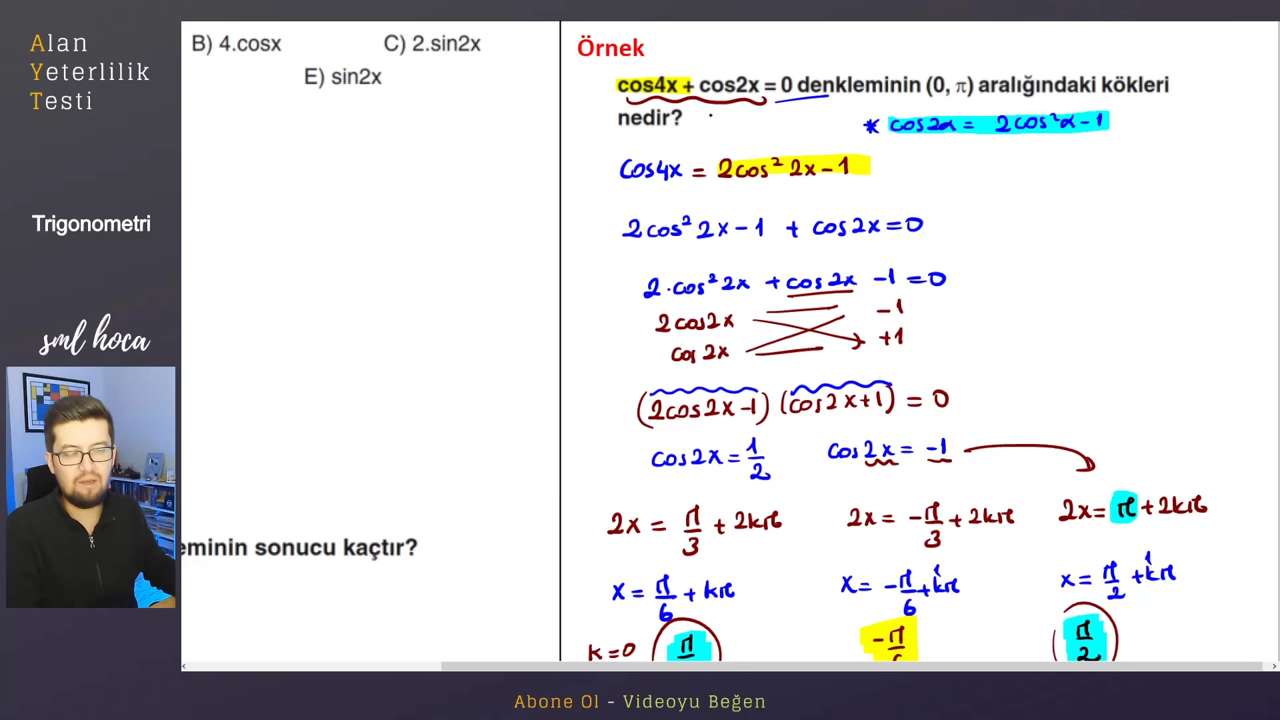 Alan
Yeterlilik
Testi
Trigonometri
sml hoca
B) 4.cosx C) 2.sin2x
E) sin2x
eminin sonucu kaçtır?
Örnek
cos4x + cos2x = 0 denkleminin (0, π) aralığındaki kökleri
nedir?
* cos2α = 2cos²α-1
Cos4x = 2cos² 2x-1
2cos² 2x-1 + cos2x=0
2.cos² 2x + cos2x -1 =0
2cos2x -1
cos2x +1
(2cos2x-1) (cos2x+1) = 0
cos2x = 1/2 cos2x = -1
2x = π/3 + 2kπ 2x = -π/3 + 2kπ 2x = π + 2kπ
x = π/6 + kπ x = -π/6 + kπ x = π/2 + kπ
k=0 π -π/6 π/2
Abone Ol - Videoyu Beğen